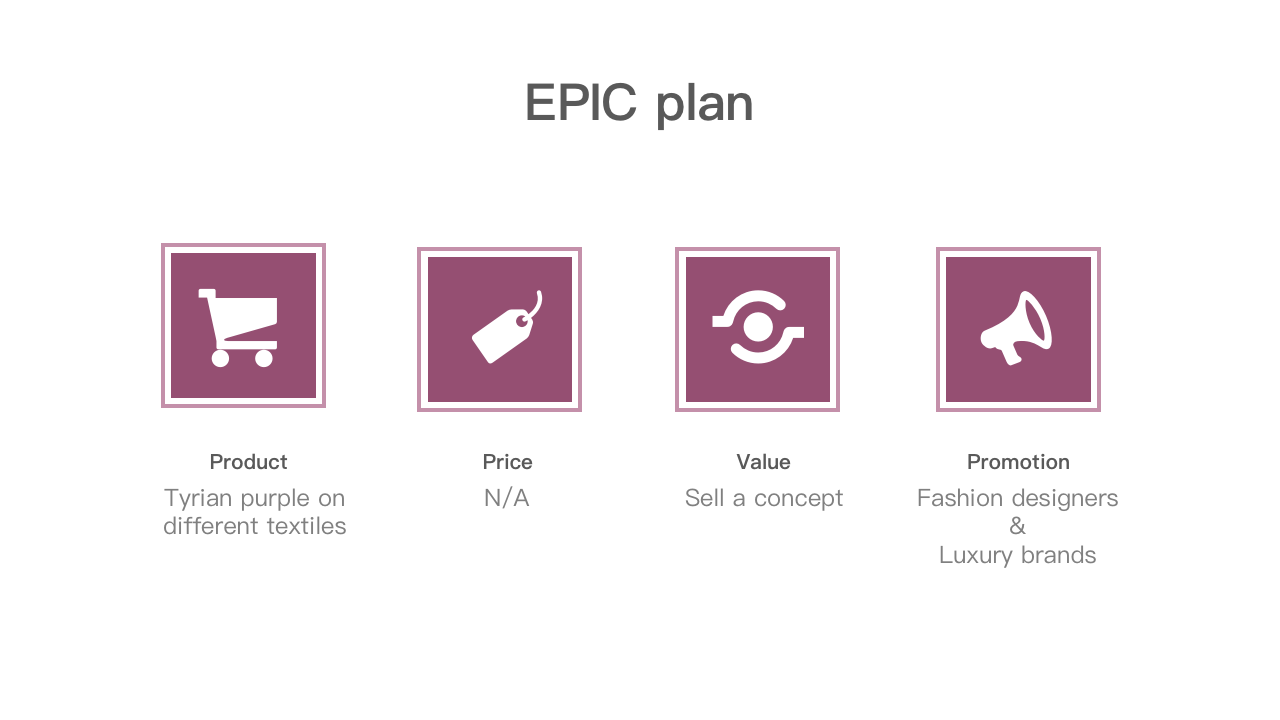 EPIC plan
Product
Tyrian purple on
different textiles
Price
N/A
Value
Sell a concept
Promotion
Fashion designers
&
Luxury brands